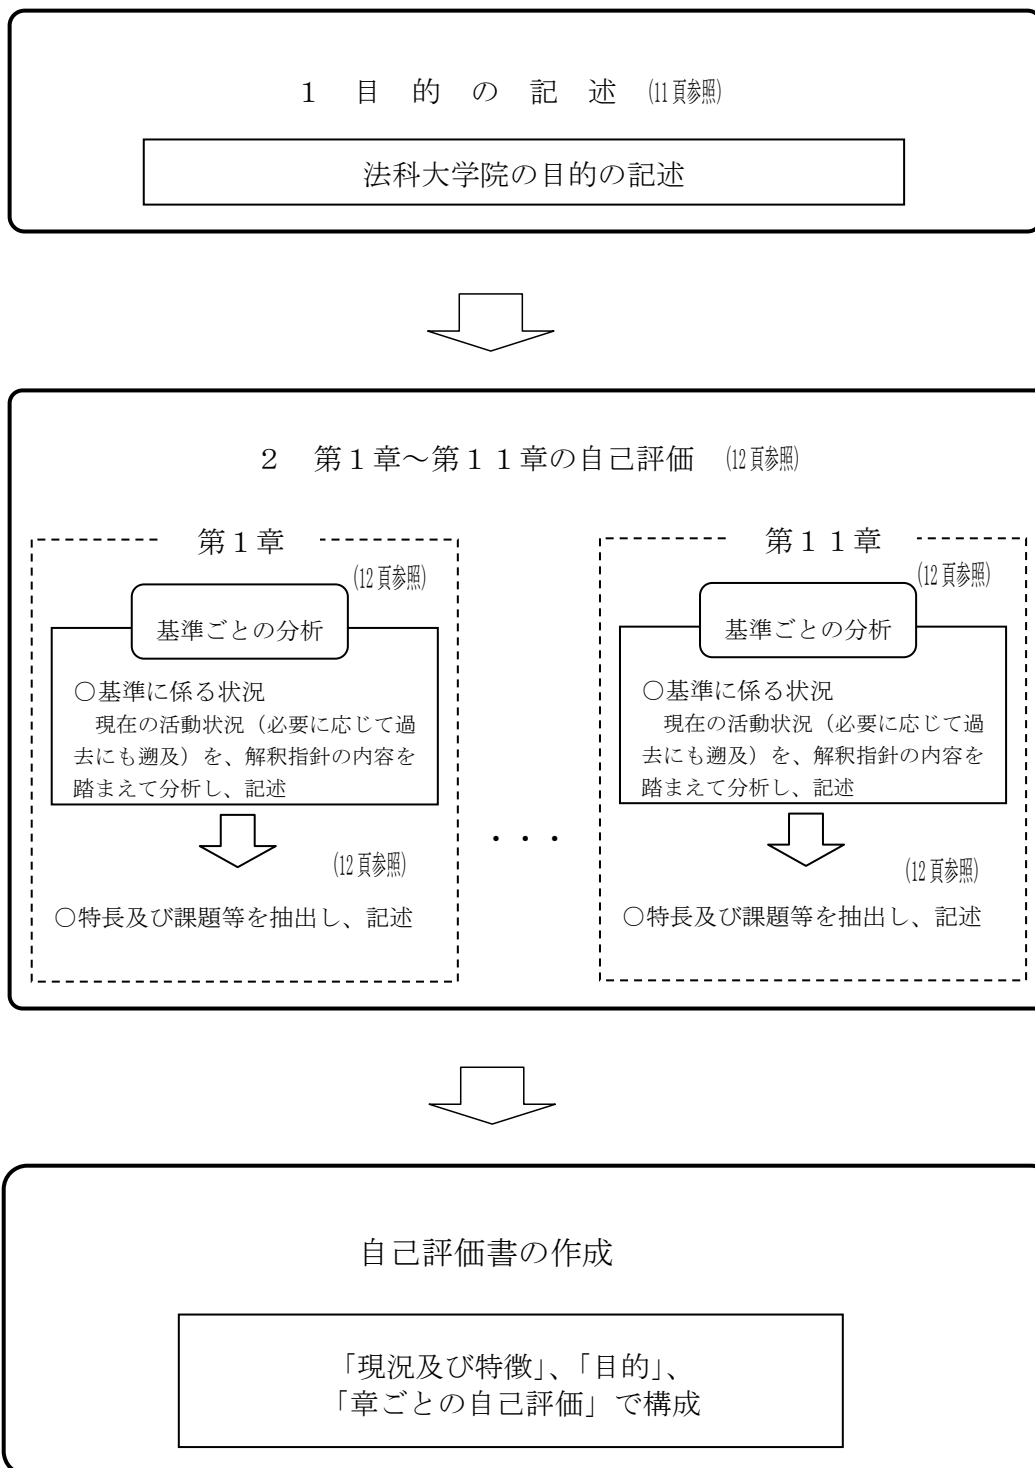 １　目　的　の　記　述　(11頁参照)
法科大学院の目的の記述
２　第１章～第１１章の自己評価　(12頁参照)
第１章
(12頁参照)
基準ごとの分析
○基準に係る状況
　現在の活動状況（必要に応じて過
去にも遡及）を、解釈指針の内容を
踏まえて分析し、記述
(12頁参照)
○特長及び課題等を抽出し、記述
・・・
第１１章
(12頁参照)
基準ごとの分析
○基準に係る状況
　現在の活動状況（必要に応じて過
去にも遡及）を、解釈指針の内容を
踏まえて分析し、記述
(12頁参照)
○特長及び課題等を抽出し、記述
自己評価書の作成
「現況及び特徴」、「目的」、
「章ごとの自己評価」で構成